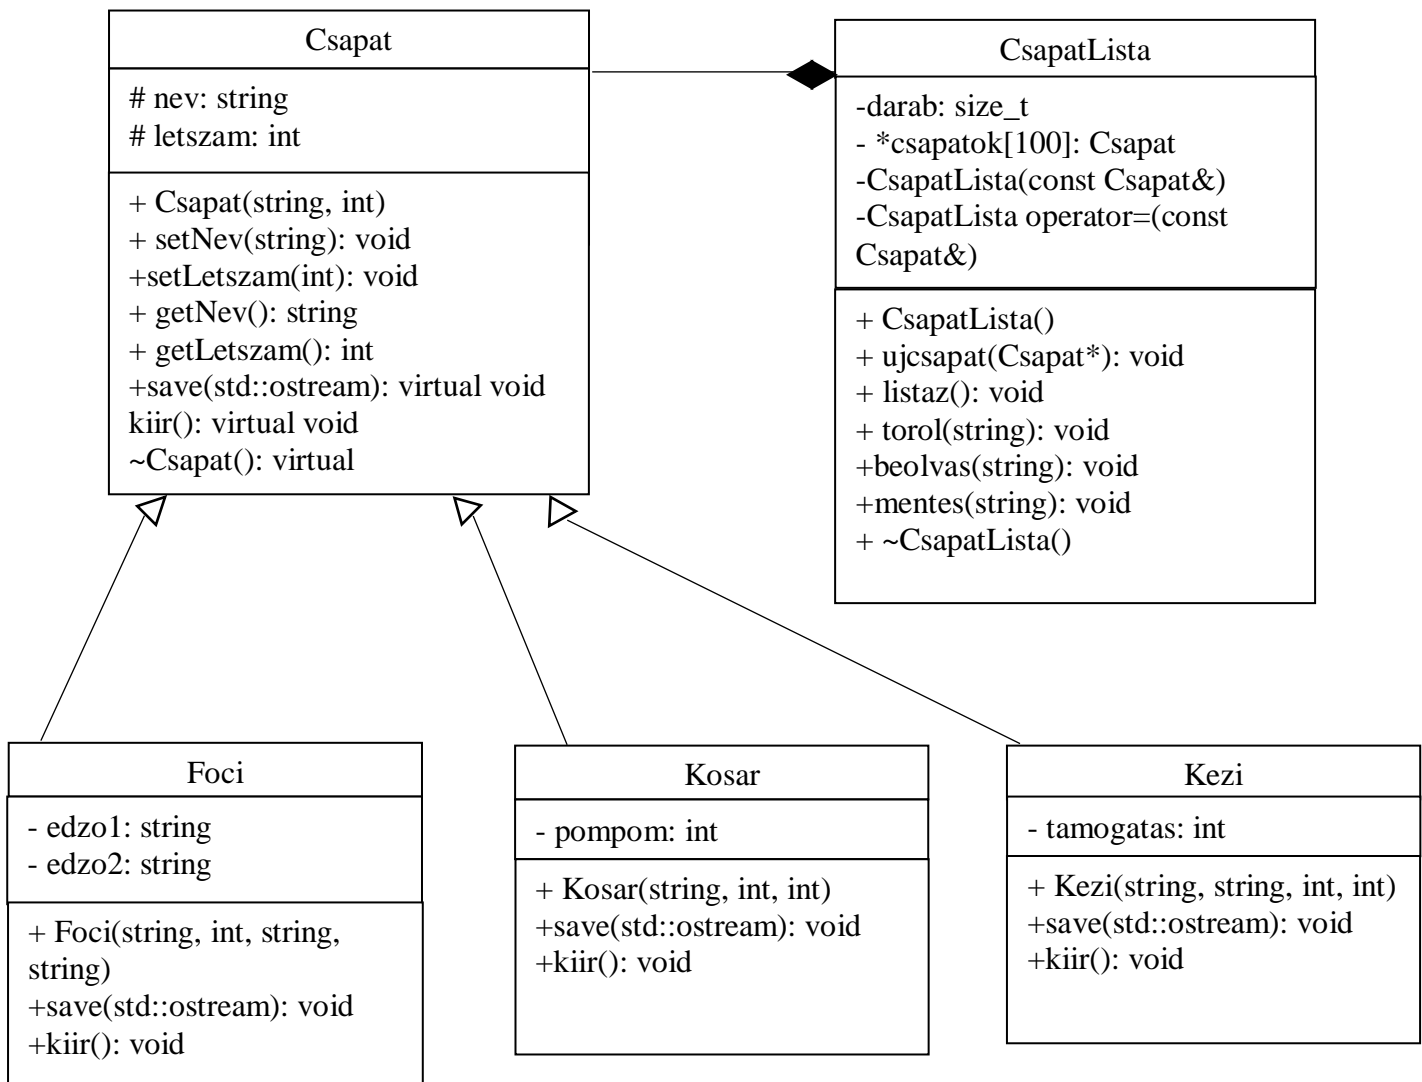 Csapat
# nev: string
# letszam: int
+ Csapat(string, int)
+ setNev(string): void
+setLetszam(int): void
+ getNev(): string
+ getLetszam(): int
+save(std::ostream): virtual void
kiir(): virtual void
~Csapat(): virtual
CsapatLista
-darab: size_t
- *csapatok[100]: Csapat
-CsapatLista(const Csapat&)
-CsapatLista operator=(const
Csapat&)
+ CsapatLista()
+ ujcsapat(Csapat*): void
+ listaz(): void
+ torol(string): void
+beolvas(string): void
+mentes(string): void
+ ~CsapatLista()
Foci
- edzo1: string
- edzo2: string
+ Foci(string, int, string,
string)
+save(std::ostream): void
+kiir(): void
Kosar
- pompom: int
+ Kosar(string, int, int)
+save(std::ostream): void
+kiir(): void
Kezi
- tamogatas: int
+ Kezi(string, string, int, int)
+save(std::ostream): void
+kiir(): void